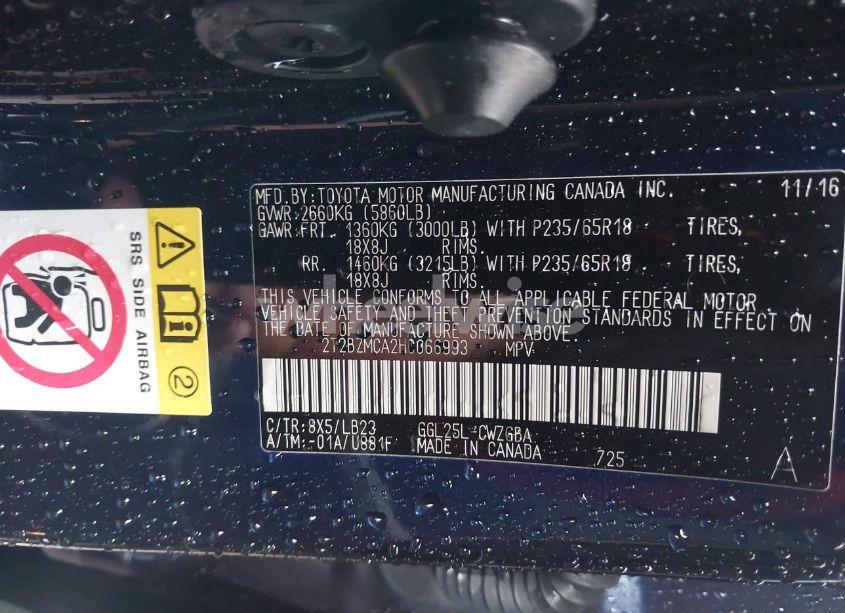 MFD.BY:TOYOTA MOTOR MANUFACTURING CANADA INC. 11/16
GVWR:2660KG (5860LB)
GAWR:FRT. 1360KG (3000LB) WITH P235/65R18 TIRES,
18X8J RIMS.
RR. 1460KG (3215LB) WITH P235/65R18 TIRES,
18X8J RIMS.
THIS VEHICLE CONFORMS TO ALL APPLICABLE FEDERAL MOTOR
VEHICLE SAFETY AND THEFT PREVENTION STANDARDS IN EFFECT ON
THE DATE OF MANUFACTURE SHOWN ABOVE.
2T2BZMCA2HC066993 MPV
C/TR:8X5/LB23 GGL25L-CWZGBA
A/TM:-01A/U881F MADE IN CANADA 725 A
SRS SIDE AIRBAG
2